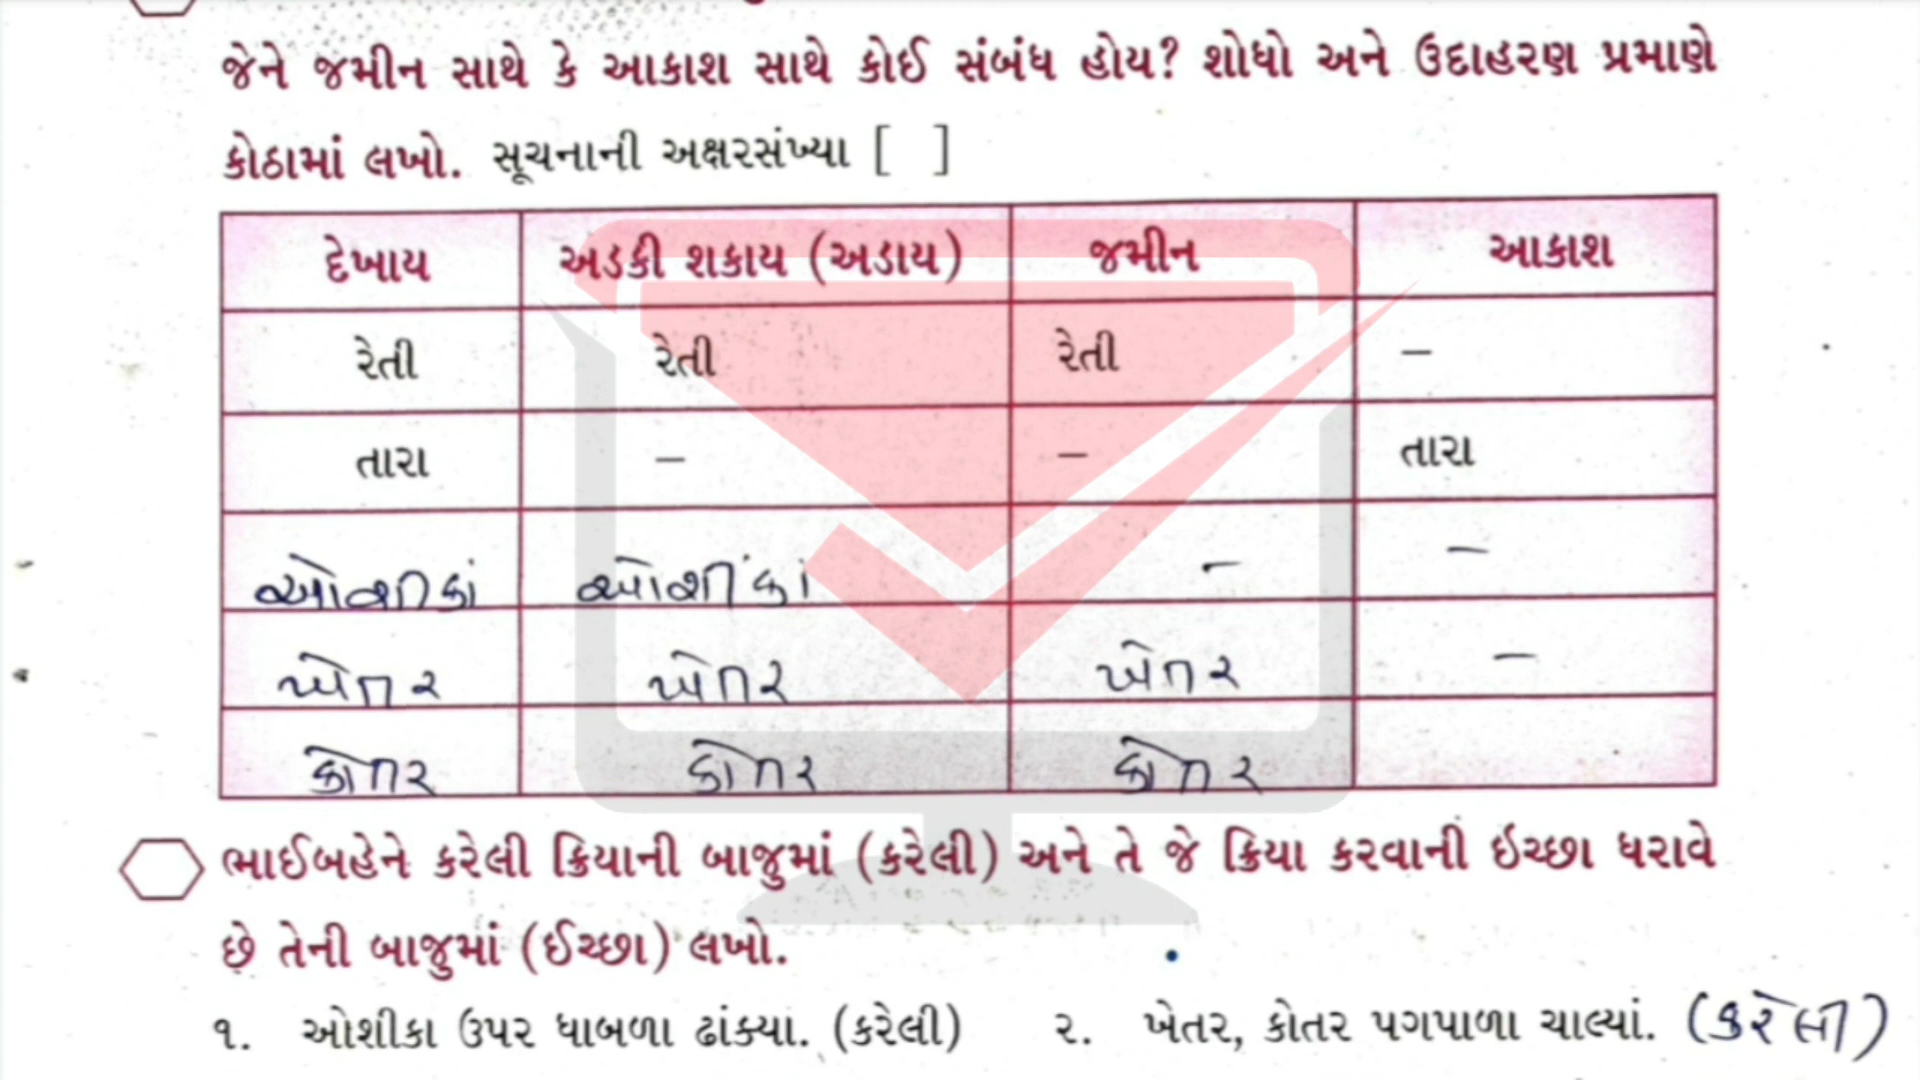 જેને જમીન સાથે કે આકાશ સાથે કોઈ સંબંધ હોય? શોધો અને ઉદાહરણ પ્રમાણે
કોઠામાં લખો. સૂચનાની અક્ષરસંખ્યા [ ]
દેખાય અડકી શકાય (અડાય) જમીન આકાશ
રેતી રેતી રેતી –
તારા – – તારા
ઓશીકાં ઓશીકાં – –
ખેતર ખેતર ખેતર –
કોતર કોતર કોતર
ભાઈબહેને કરેલી ક્રિયાની બાજુમાં (કરેલી) અને તે જે ક્રિયા કરવાની ઇચ્છા ધરાવે
છે તેની બાજુમાં (ઈચ્છા) લખો.
૧. ઓશીકા ઉપર ધાબળા ઢાંક્યા. (કરેલી) ૨. ખેતર, કોતર પગપાળા ચાલ્યાં. (કરેલી)